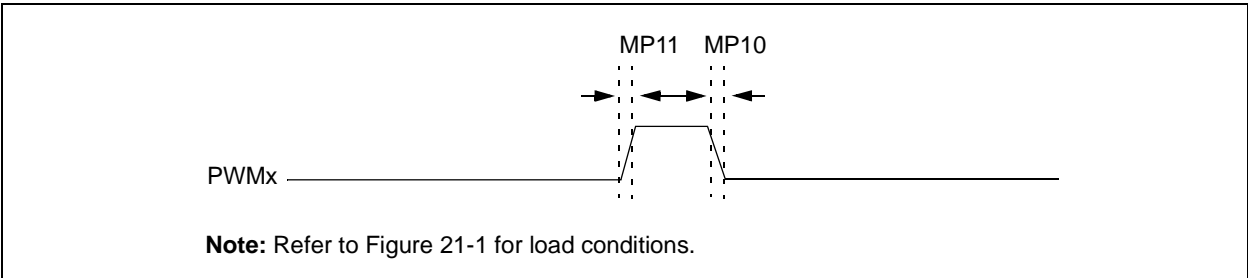 MP11 MP10
PWMx
Note: Refer to Figure 21-1 for load conditions.